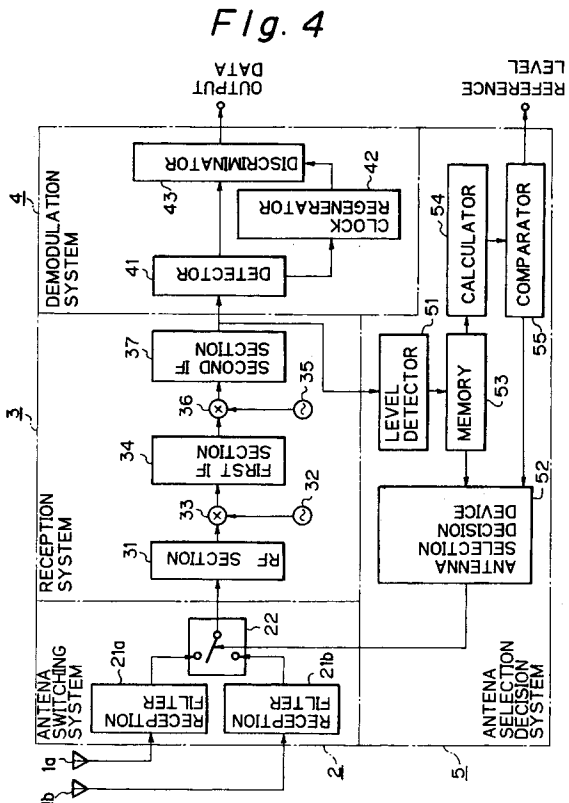 Fig. 4
3
4
ANTENA
SWITCHING
SYSTEM
RECEPTION
SYSTEM
DEMODULATION
SYSTEM
1a
1b
21a
RECEPTION
FILTER
21b
RECEPTION
FILTER
22
31
RF
SECTION
33
32
34
FIRST IF
SECTION
36
35
37
SECOND IF
SECTION
41
DETECTOR
42
CLOCK
REGENERATOR
43
DISCRIMINATOR
OUTPUT
DATA
2
5
ANTENA
SELECTION
DECISION
SYSTEM
52
ANTENNA
SELECTION
DECISION
DEVICE
51
LEVEL
DETECTOR
53
MEMORY
54
CALCULATOR
55
COMPARATOR
REFERENCE
LEVEL